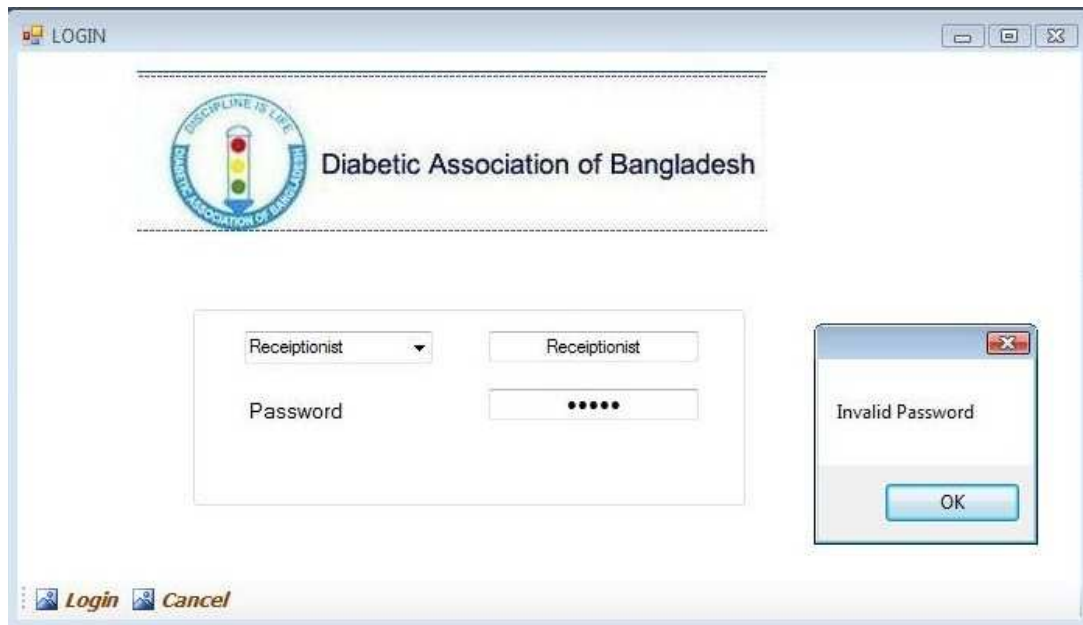 LOGIN
DISCIPLINE IS LIFE
DIABETIC ASSOCIATION OF BANGLADESH
Diabetic Association of Bangladesh
Receiptionist Receiptionist
Password •••••
Invalid Password
OK
Login Cancel